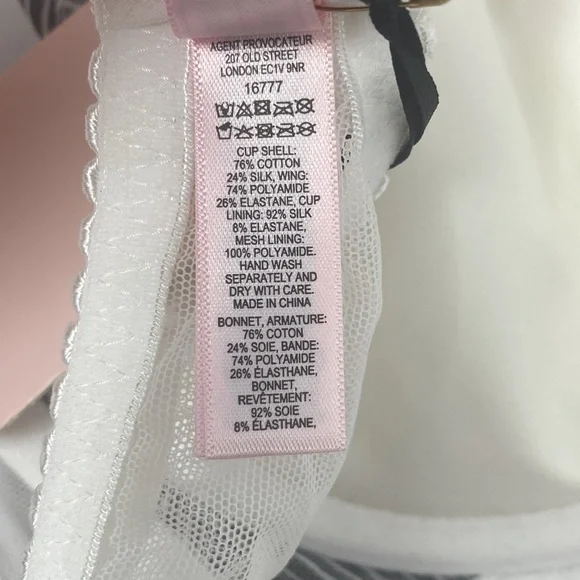 AGENT PROVOCATEUR
207 OLD STREET
LONDON EC1V 9NR
16777
CUP SHELL:
76% COTTON
24% SILK, WING:
74% POLYAMIDE
26% ELASTANE, CUP
LINING: 92% SILK
8% ELASTANE,
MESH LINING:
100% POLYAMIDE.
HAND WASH
SEPARATELY AND
DRY WITH CARE.
MADE IN CHINA
BONNET, ARMATURE:
76% COTON
24% SOIE, BANDE:
74% POLYAMIDE
26% ÉLASTHANE,
BONNET,
REVÊTEMENT:
92% SOIE
8% ÉLASTHANE,